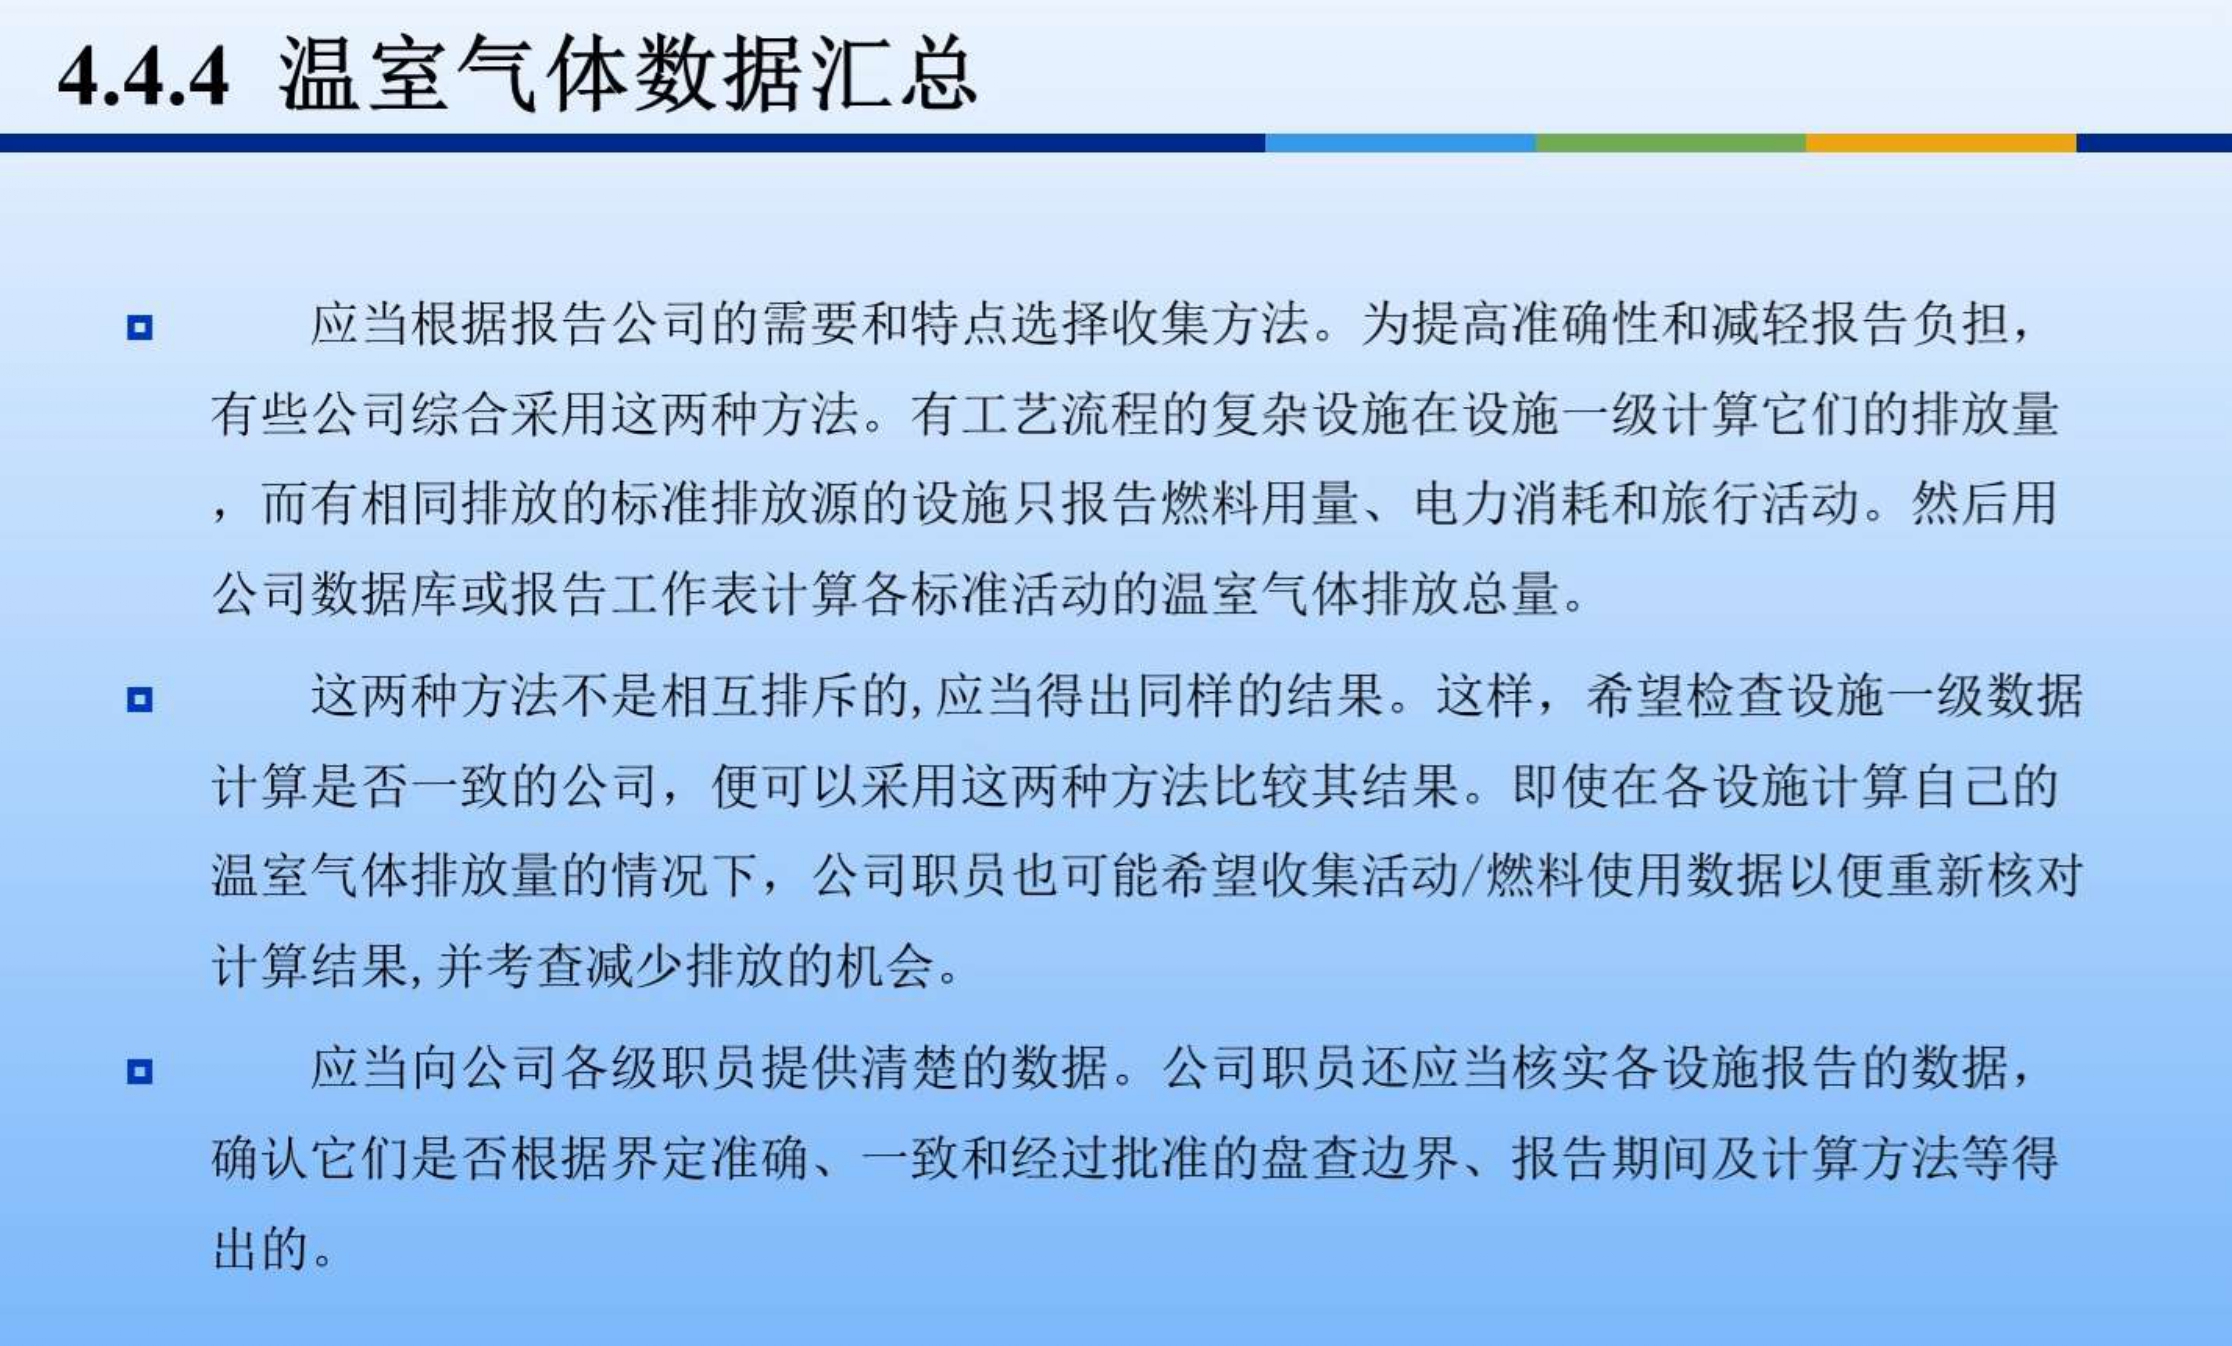 4.4.4 温室气体数据汇总
应当根据报告公司的需要和特点选择收集方法。为提高准确性和减轻报告负担，
有些公司综合采用这两种方法。有工艺流程的复杂设施在设施一级计算它们的排放量
，而有相同排放的标准排放源的设施只报告燃料用量、电力消耗和旅行活动。然后用
公司数据库或报告工作表计算各标准活动的温室气体排放总量。
这两种方法不是相互排斥的,应当得出同样的结果。这样，希望检查设施一级数据
计算是否一致的公司，便可以采用这两种方法比较其结果。即使在各设施计算自己的
温室气体排放量的情况下，公司职员也可能希望收集活动/燃料使用数据以便重新核对
计算结果,并考查减少排放的机会。
应当向公司各级职员提供清楚的数据。公司职员还应当核实各设施报告的数据，
确认它们是否根据界定准确、一致和经过批准的盘查边界、报告期间及计算方法等得
出的。